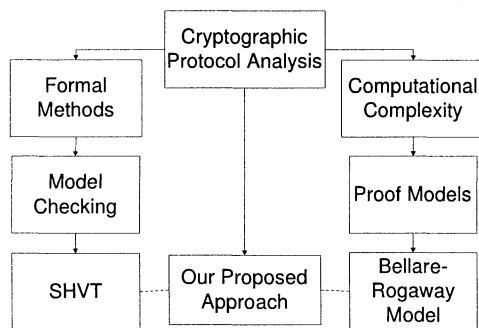 Cryptographic
Protocol Analysis
Formal
Methods
Computational
Complexity
Model
Checking
Proof Models
SHVT
Our Proposed
Approach
Bellare-
Rogaway
Model